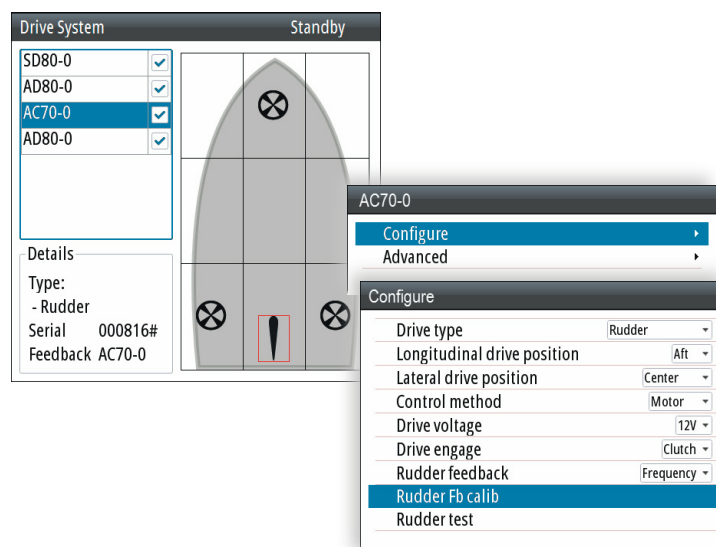 Drive System Standby
SD80-0
AD80-0
AC70-0
AD80-0
Details
Type:
- Rudder
Serial 000816#
Feedback AC70-0
AC70-0
Configure
Advanced
Configure
Drive type Rudder
Longitudinal drive position Aft
Lateral drive position Center
Control method Motor
Drive voltage 12V
Drive engage Clutch
Rudder feedback Frequency
Rudder Fb calib
Rudder test